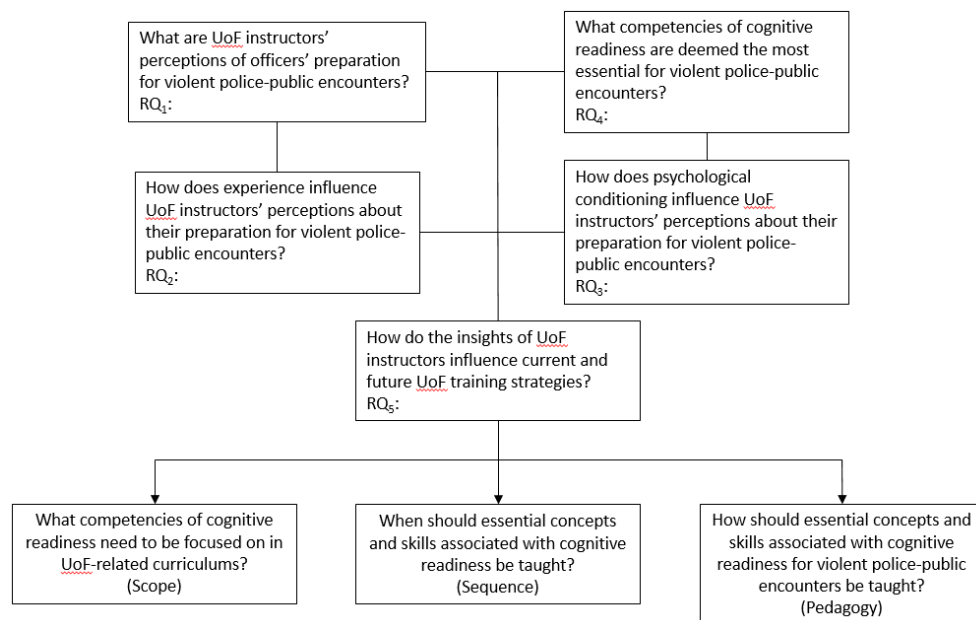 What are UoF instructors'
perceptions of officers' preparation
for violent police-public encounters?
RQ₁:
What competencies of cognitive
readiness are deemed the most
essential for violent police-public
encounters?
RQ₄:
How does experience influence
UoF instructors' perceptions about
their preparation for violent police-
public encounters?
RQ₂:
How does psychological
conditioning influence UoF
instructors' perceptions about their
preparation for violent police-
public encounters?
RQ₃:
How do the insights of UoF
instructors influence current and
future UoF training strategies?
RQ₅:
What competencies of cognitive
readiness need to be focused on in
UoF-related curriculums?
(Scope)
When should essential concepts
and skills associated with cognitive
readiness be taught?
(Sequence)
How should essential concepts and
skills associated with cognitive
readiness for violent police-public
encounters be taught?
(Pedagogy)